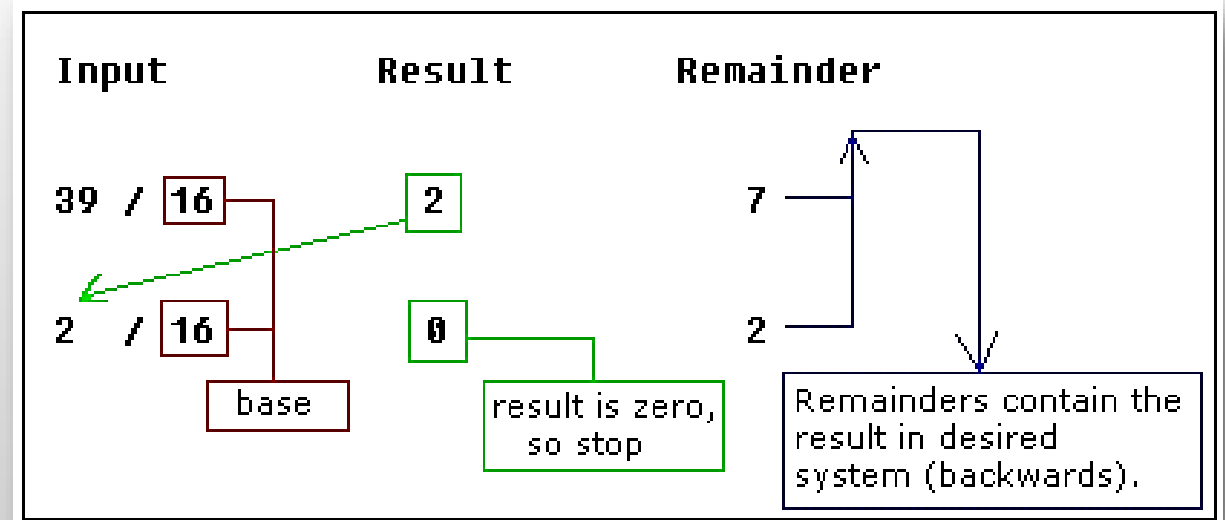 Input Result Remainder
39 / 16 2 7
2 / 16 0 2
base
result is zero,
so stop
Remainders contain the
result in desired
system (backwards).